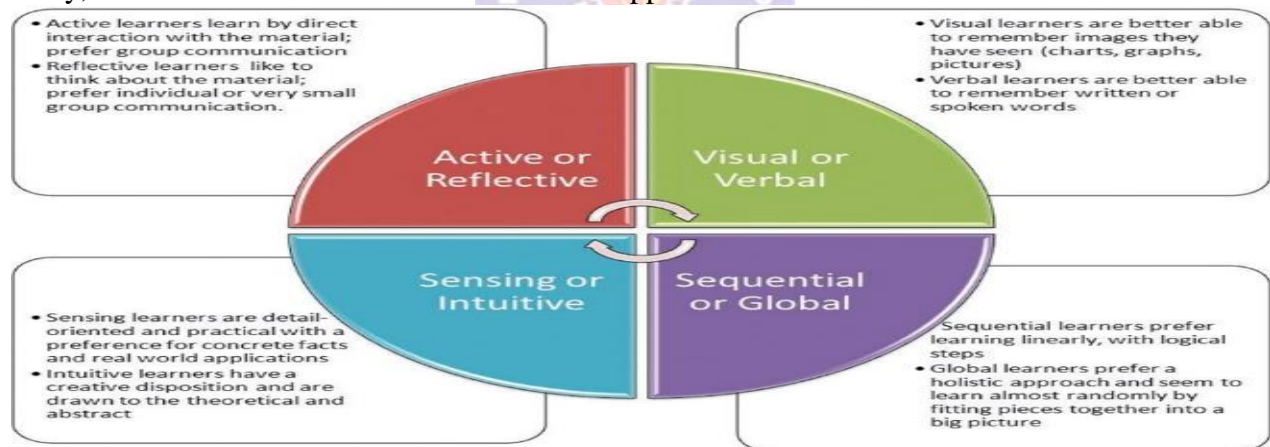 • Active learners learn by direct
interaction with the material;
prefer group communication
• Reflective learners like to
think about the material;
prefer individual or very small
group communication.
• Visual learners are better able
to remember images they
have seen (charts, graphs,
pictures)
• Verbal learners are better able
to remember written or
spoken words
Active or
Reflective
Visual or
Verbal
Sensing or
Intuitive
Sequential
or Global
• Sensing learners are detail-
oriented and practical with a
preference for concrete facts
and real world applications
• Intuitive learners have a
creative disposition and are
drawn to the theoretical and
abstract
Sequential learners prefer
learning linearly, with logical
steps
• Global learners prefer a
holistic approach and seem to
learn almost randomly by
fitting pieces together into a
big picture